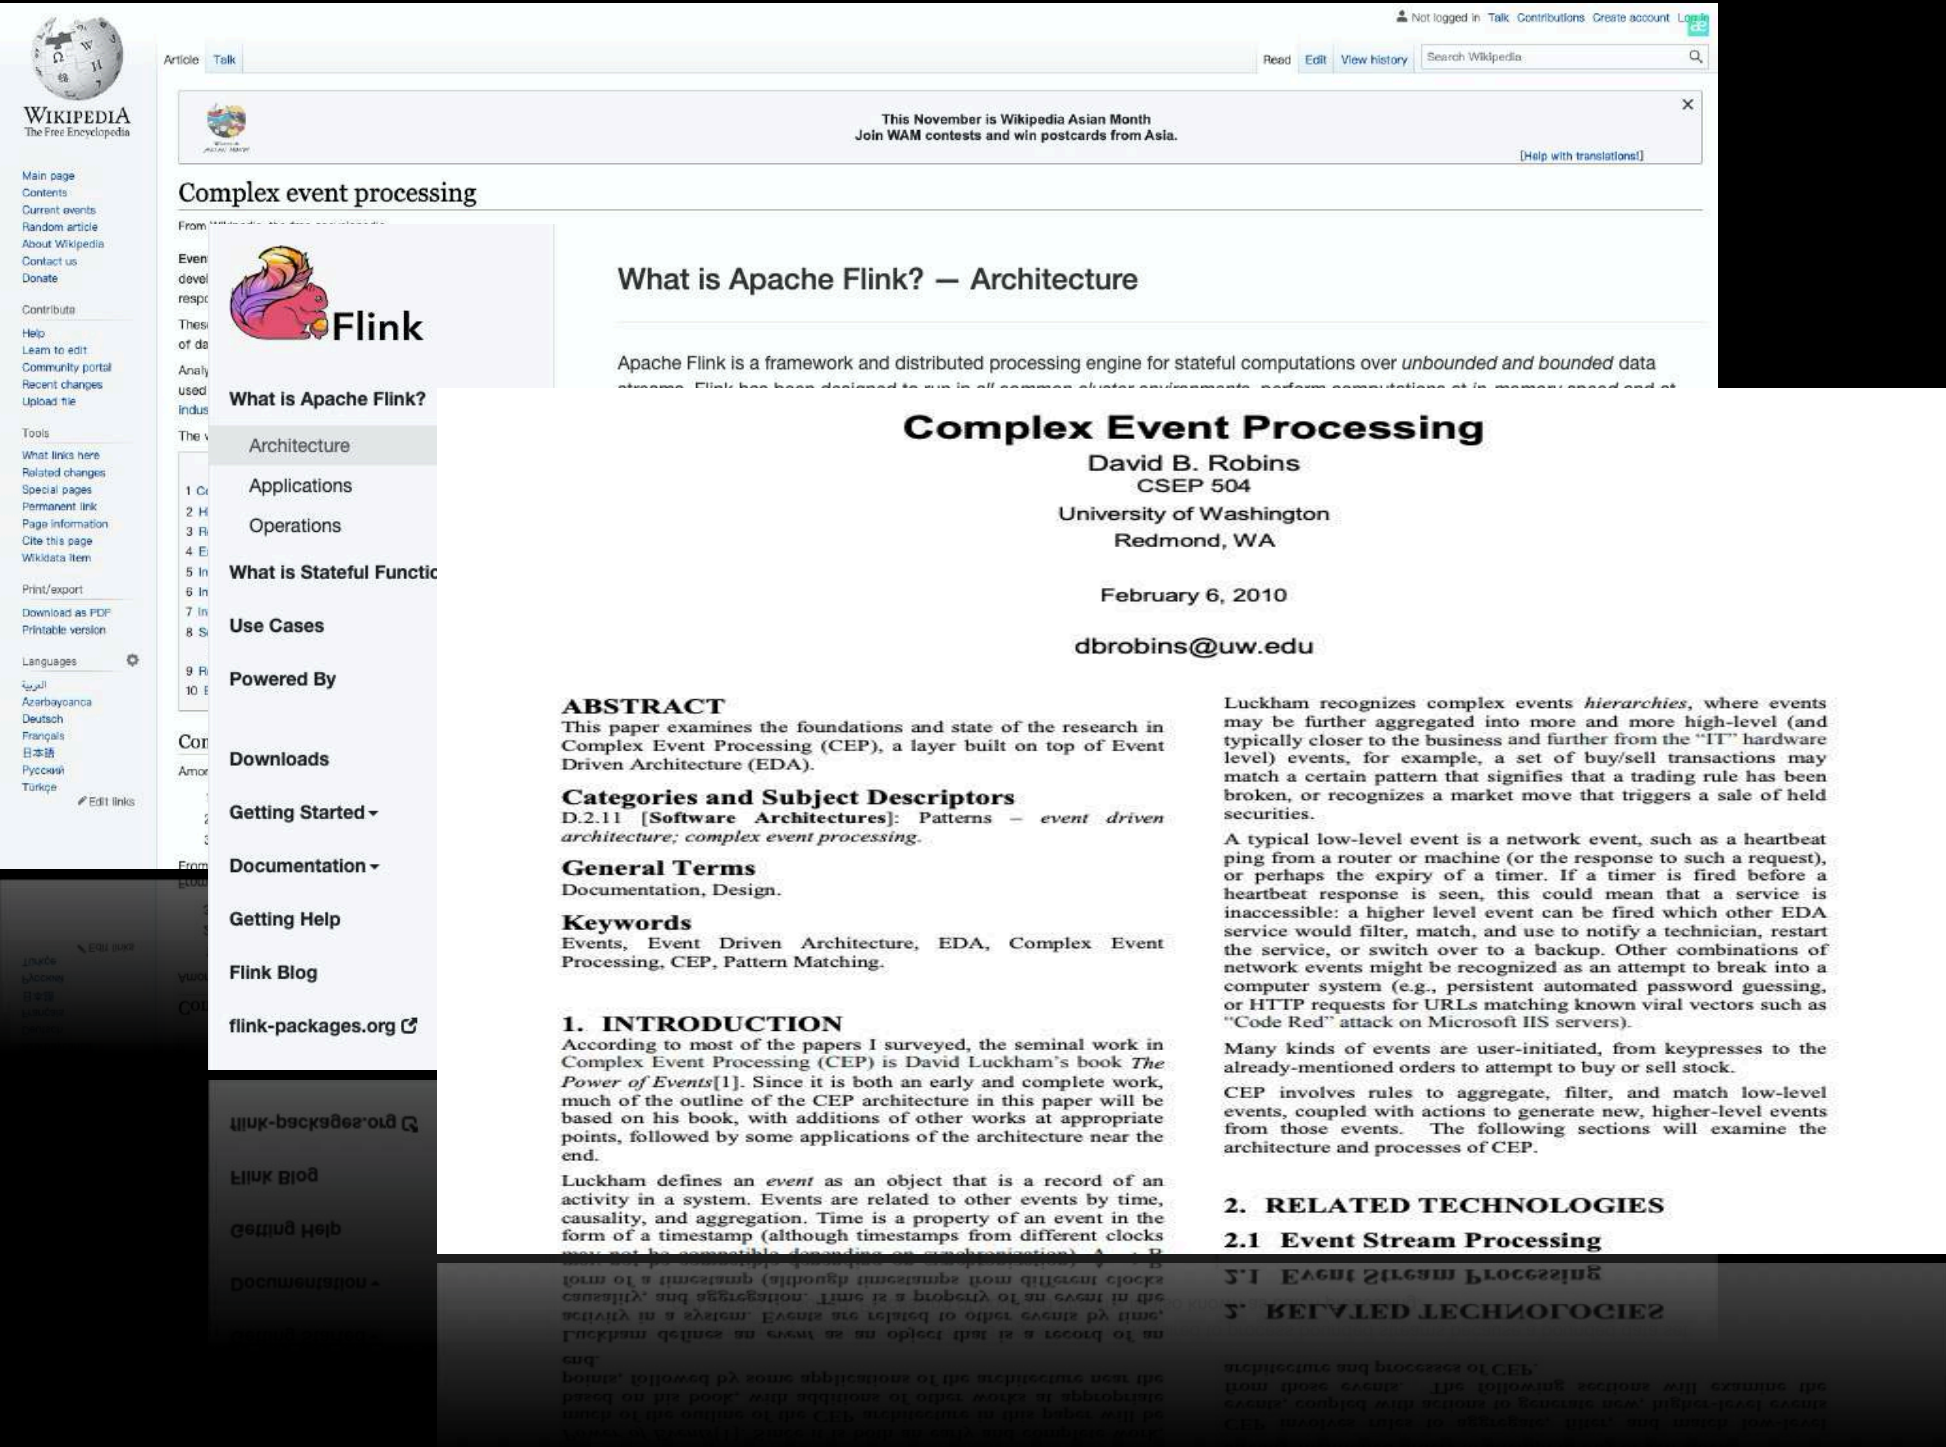 Not logged in Talk Contributions Create account
Article Talk
Read Edit View history Search Wikipedia
WIKIPEDIA
The Free Encyclopedia
This November is Wikipedia Asian Month
Join WAM contests and win postcards from Asia.
[Help with translations!]
Main page
Contents
Current events
Random article
About Wikipedia
Contact us
Donate
Contribute
Help
Learn to edit
Community portal
Recent changes
Upload file
Tools
What links here
Related changes
Special pages
Permanent link
Page information
Cite this page
Wikidata item
Print/export
Download as PDF
Printable version
Languages
العربية
Azərbaycanca
Deutsch
Français
日本語
Русский
Türkçe
Edit links
Complex event processing
From
of da
used
1
2
3
4
5
6
7
8
9
10
From
Flink
What is Apache Flink?
Architecture
Applications
Operations
What is Stateful
Use Cases
Powered By
Downloads
Getting Started
Documentation
Getting Help
Flink Blog
flink-packages.org
What is Apache Flink? — Architecture
Apache Flink is a framework and distributed processing engine for stateful computations over unbounded and bounded data
Complex Event Processing
David B. Robins
CSEP 504
University of Washington
Redmond, WA
February 6, 2010
dbrobins@uw.edu
ABSTRACT
This paper examines the foundations and state of the research in
Complex Event Processing (CEP), a layer built on top of Event
Driven Architecture (EDA).
Categories and Subject Descriptors
D.2.11 [Software Architectures]: Patterns – event driven
architecture; complex event processing.
General Terms
Documentation, Design.
Keywords
Events, Event Driven Architecture, EDA, Complex Event
Processing, CEP, Pattern Matching.
1. INTRODUCTION
According to most of the papers I surveyed, the seminal work in
Complex Event Processing (CEP) is David Luckham's book The
Power of Events[1]. Since it is both an early and complete work,
much of the outline of the CEP architecture in this paper will be
based on his book, with additions of other works at appropriate
points, followed by some applications of the architecture near the
end.
Luckham defines an event as an object that is a record of an
activity in a system. Events are related to other events by time,
causality, and aggregation. Time is a property of an event in the
form of a timestamp (although timestamps from different clocks
Luckham recognizes complex events hierarchies, where events
may be further aggregated into more and more high-level (and
typically closer to the business and further from the "IT" hardware
level) events, for example, a set of buy/sell transactions may
match a certain pattern that signifies that a trading rule has been
broken, or recognizes a market move that triggers a sale of held
securities.
A typical low-level event is a network event, such as a heartbeat
ping from a router or machine (or the response to such a request),
or perhaps the expiry of a timer. If a timer is fired before a
heartbeat response is seen, this could mean that a service is
inaccessible: a higher level event can be fired which other EDA
service would filter, match, and use to notify a technician, restart
the service, or switch over to a backup. Other combinations of
network events might be recognized as an attempt to break into a
computer system (e.g., persistent automated password guessing,
or HTTP requests for URLs matching known viral vectors such as
"Code Red" attack on Microsoft IIS servers).
Many kinds of events are user-initiated, from keypresses to the
already-mentioned orders to attempt to buy or sell stock.
CEP involves rules to aggregate, filter, and match low-level
events, coupled with actions to generate new, higher-level events
from those events. The following sections will examine the
architecture and processes of CEP.
2. RELATED TECHNOLOGIES
2.1 Event Stream Processing